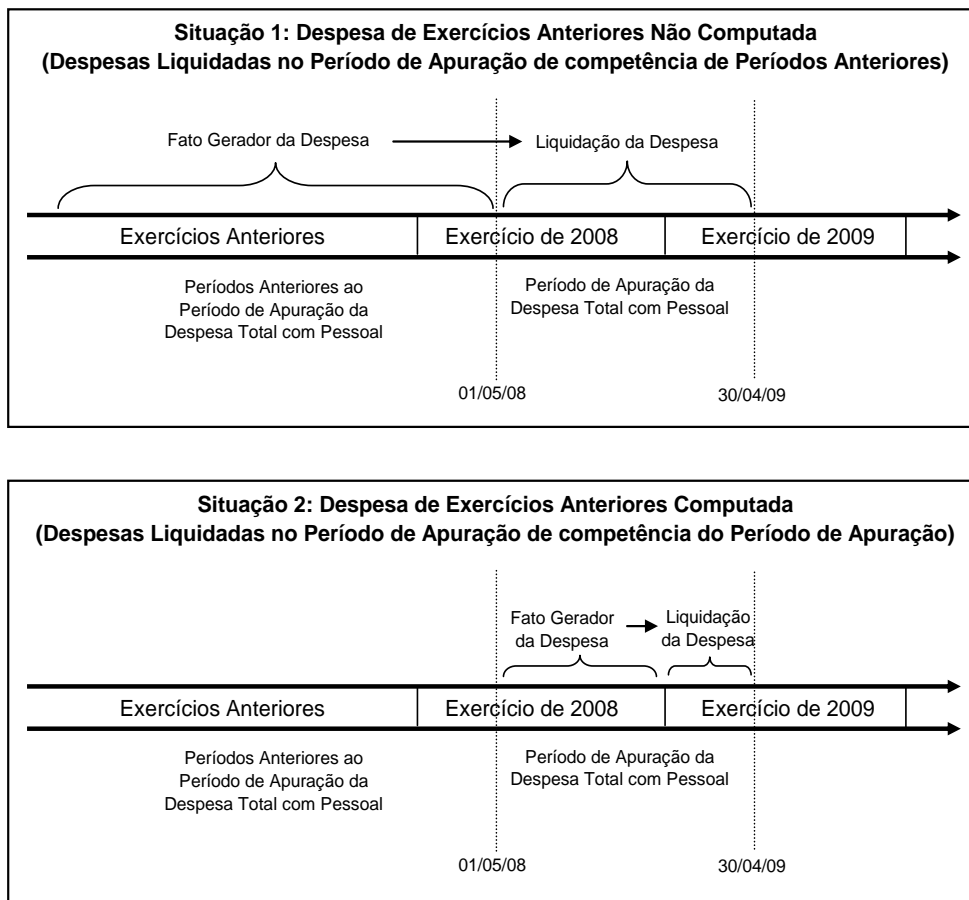 Situação 1: Despesa de Exercícios Anteriores Não Computada
(Despesas Liquidadas no Período de Apuração de competência de Períodos Anteriores)
Fato Gerador da Despesa
Liquidação da Despesa
Exercícios Anteriores
Exercício de 2008
Exercício de 2009
Períodos Anteriores ao
Período de Apuração da
Despesa Total com Pessoal
Período de Apuração da
Despesa Total com Pessoal
01/05/08
30/04/09
Situação 2: Despesa de Exercícios Anteriores Computada
(Despesas Liquidadas no Período de Apuração de competência do Período de Apuração)
Fato Gerador
da Despesa
Liquidação
da Despesa
Exercícios Anteriores
Exercício de 2008
Exercício de 2009
Períodos Anteriores ao
Período de Apuração da
Despesa Total com Pessoal
Período de Apuração da
Despesa Total com Pessoal
01/05/08
30/04/09